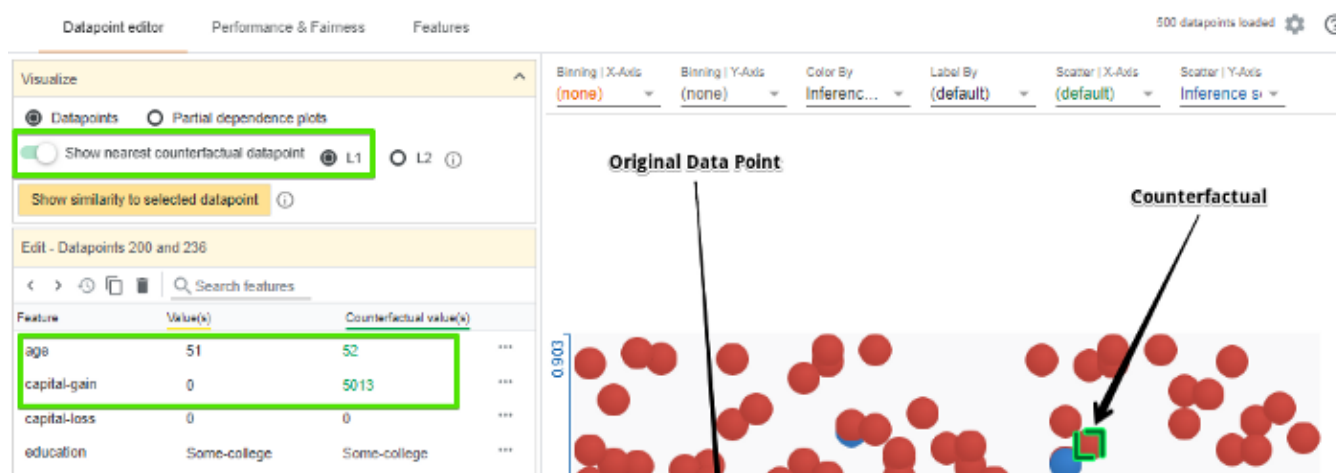 Datapoint editor Performance & Fairness Features 500 datapoints loaded
Visualize
Datapoints Partial dependence plots
Show nearest counterfactual datapoint L1 L2
Show similarity to selected datapoint
Edit - Datapoints 200 and 236
Search features
Feature Value(s) Counterfactual value(s)
age 51 52
capital-gain 0 5013
capital-loss 0 0
education Some-college Some-college
Binning | X-Axis Binning | Y-Axis Color By Label By Scatter | X-Axis Scatter | Y-Axis
(none) (none) Inferenc... (default) (default) Inference s
Original Data Point
Counterfactual
0.903